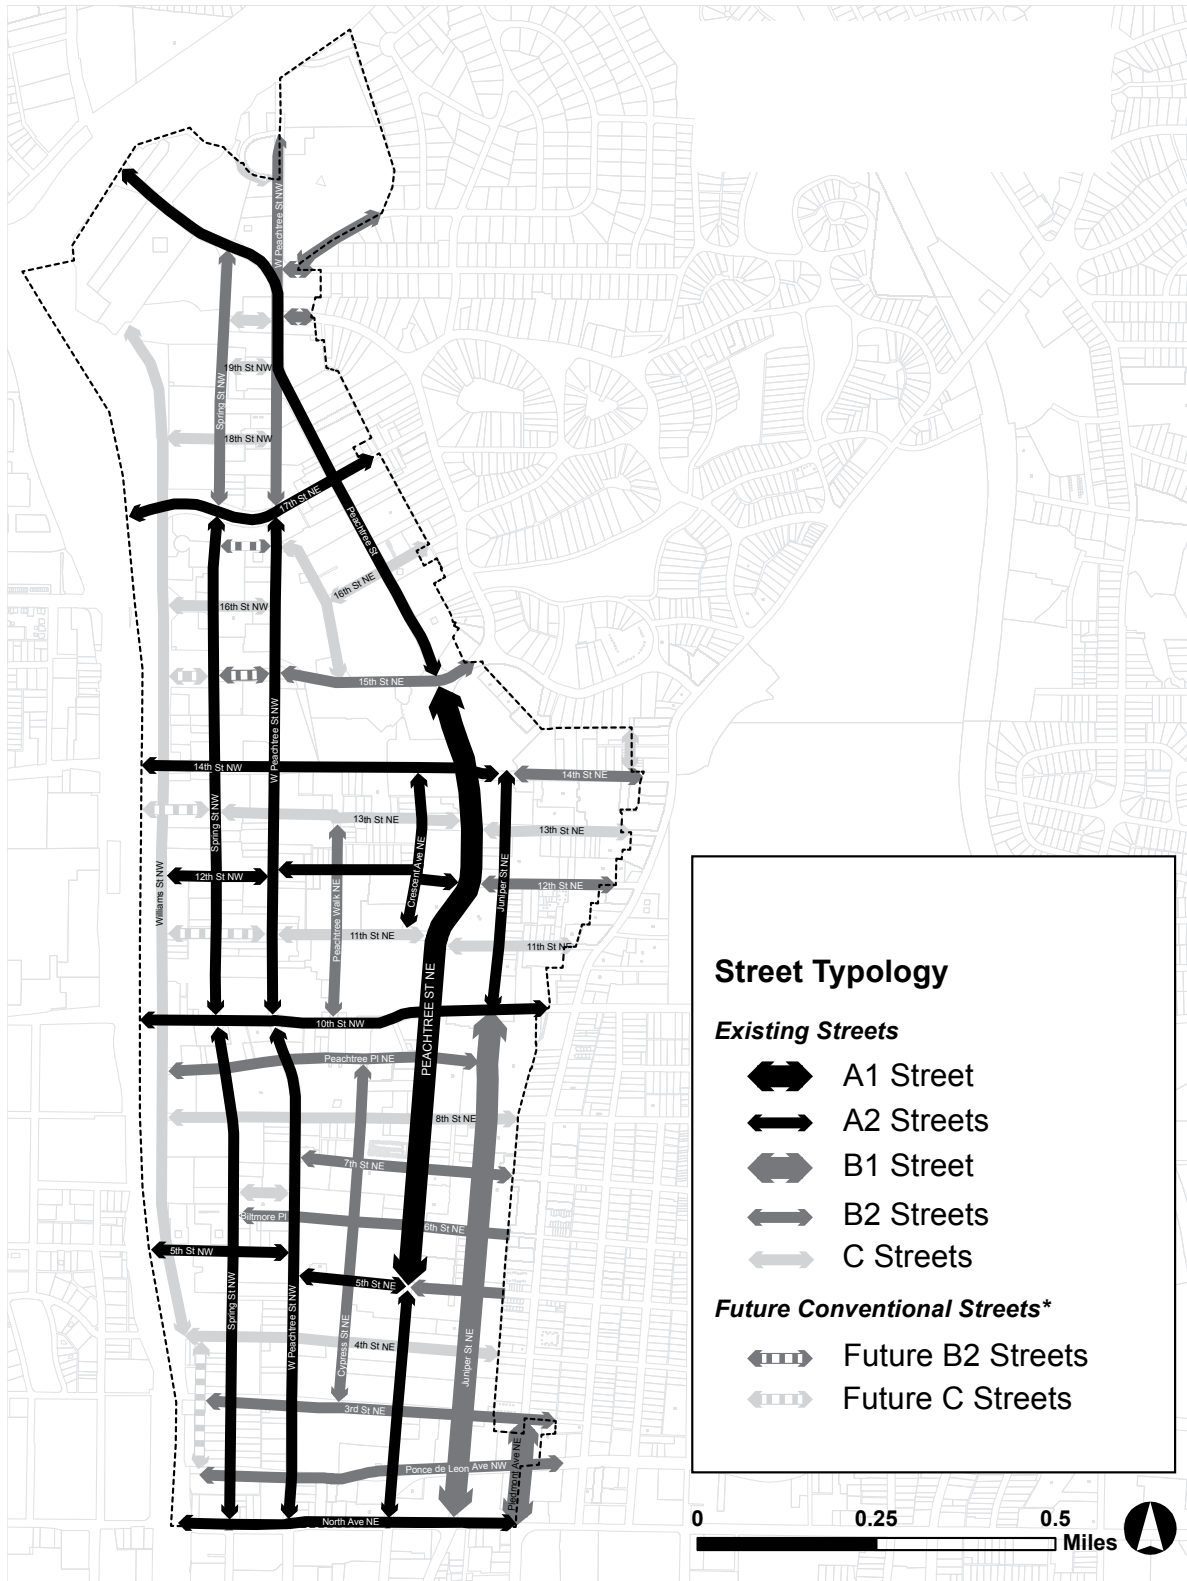 W Peachtree St NW
19th St NW
Spring St NW
18th St NW
17th St NE
Peachtree St
16th St NE
16th St NW
15th St NE
W Peachtree St NW
14th St NW
14th St NE
Spring St NW
13th St NE
13th St NE
Crescent Ave NE
Juniper St NE
12th St NW
12th St NE
Williams St NW
Peachtree Walk NE
11th St NE
11th St NE
PEACHTREE ST NE
10th St NW
Peachtree Pl NE
8th St NE
7th St NE
Biltmore Pl
6th St NE
5th St NW
5th St NE
Spring St NW
W Peachtree St NW
Cypress St NE
4th St NE
Juniper St NE
3rd St NE
Ponce de Leon Ave NW
Piedmont Ave NE
North Ave NE
Street Typology
Existing Streets
A1 Street
A2 Streets
B1 Street
B2 Streets
C Streets
Future Conventional Streets*
Future B2 Streets
Future C Streets
0 0.25 0.5
Miles